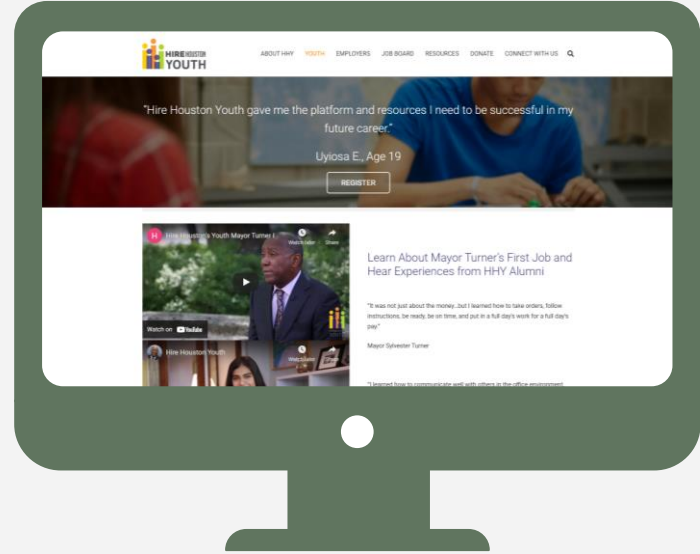 HIRE HOUSTON
YOUTH
ABOUT HHY YOUTH EMPLOYERS JOB BOARD RESOURCES DONATE CONNECT WITH US
"Hire Houston Youth gave me the platform and resources I need to be successful in my
future career."
Uyiosa E., Age 19
REGISTER
H Hire Houston's Youth Mayor Turner I...
Watch later Share
Watch on YouTube
Hire Houston Youth
Watch later
Learn About Mayor Turner's First Job and
Hear Experiences from HHY Alumni
"It was not just about the money...but I learned how to take orders, follow
instructions, be ready, be on time, and put in a full day's work for a full day's
pay."
Mayor Sylvester Turner
"I learned how to communicate well with others in the office environment